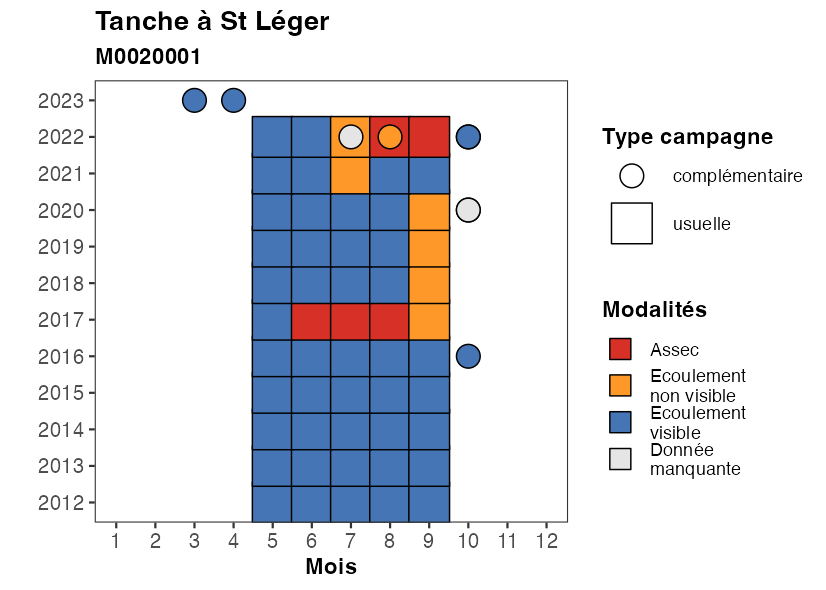 Tanche à St Léger
M0020001
2023
2022
2021
2020
2019
2018
2017
2016
2015
2014
2013
2012
1 2 3 4 5 6 7 8 9 10 11 12
Mois
Type campagne
complémentaire
usuelle
Modalités
Assec
Ecoulement
non visible
Ecoulement
visible
Donnée
manquante